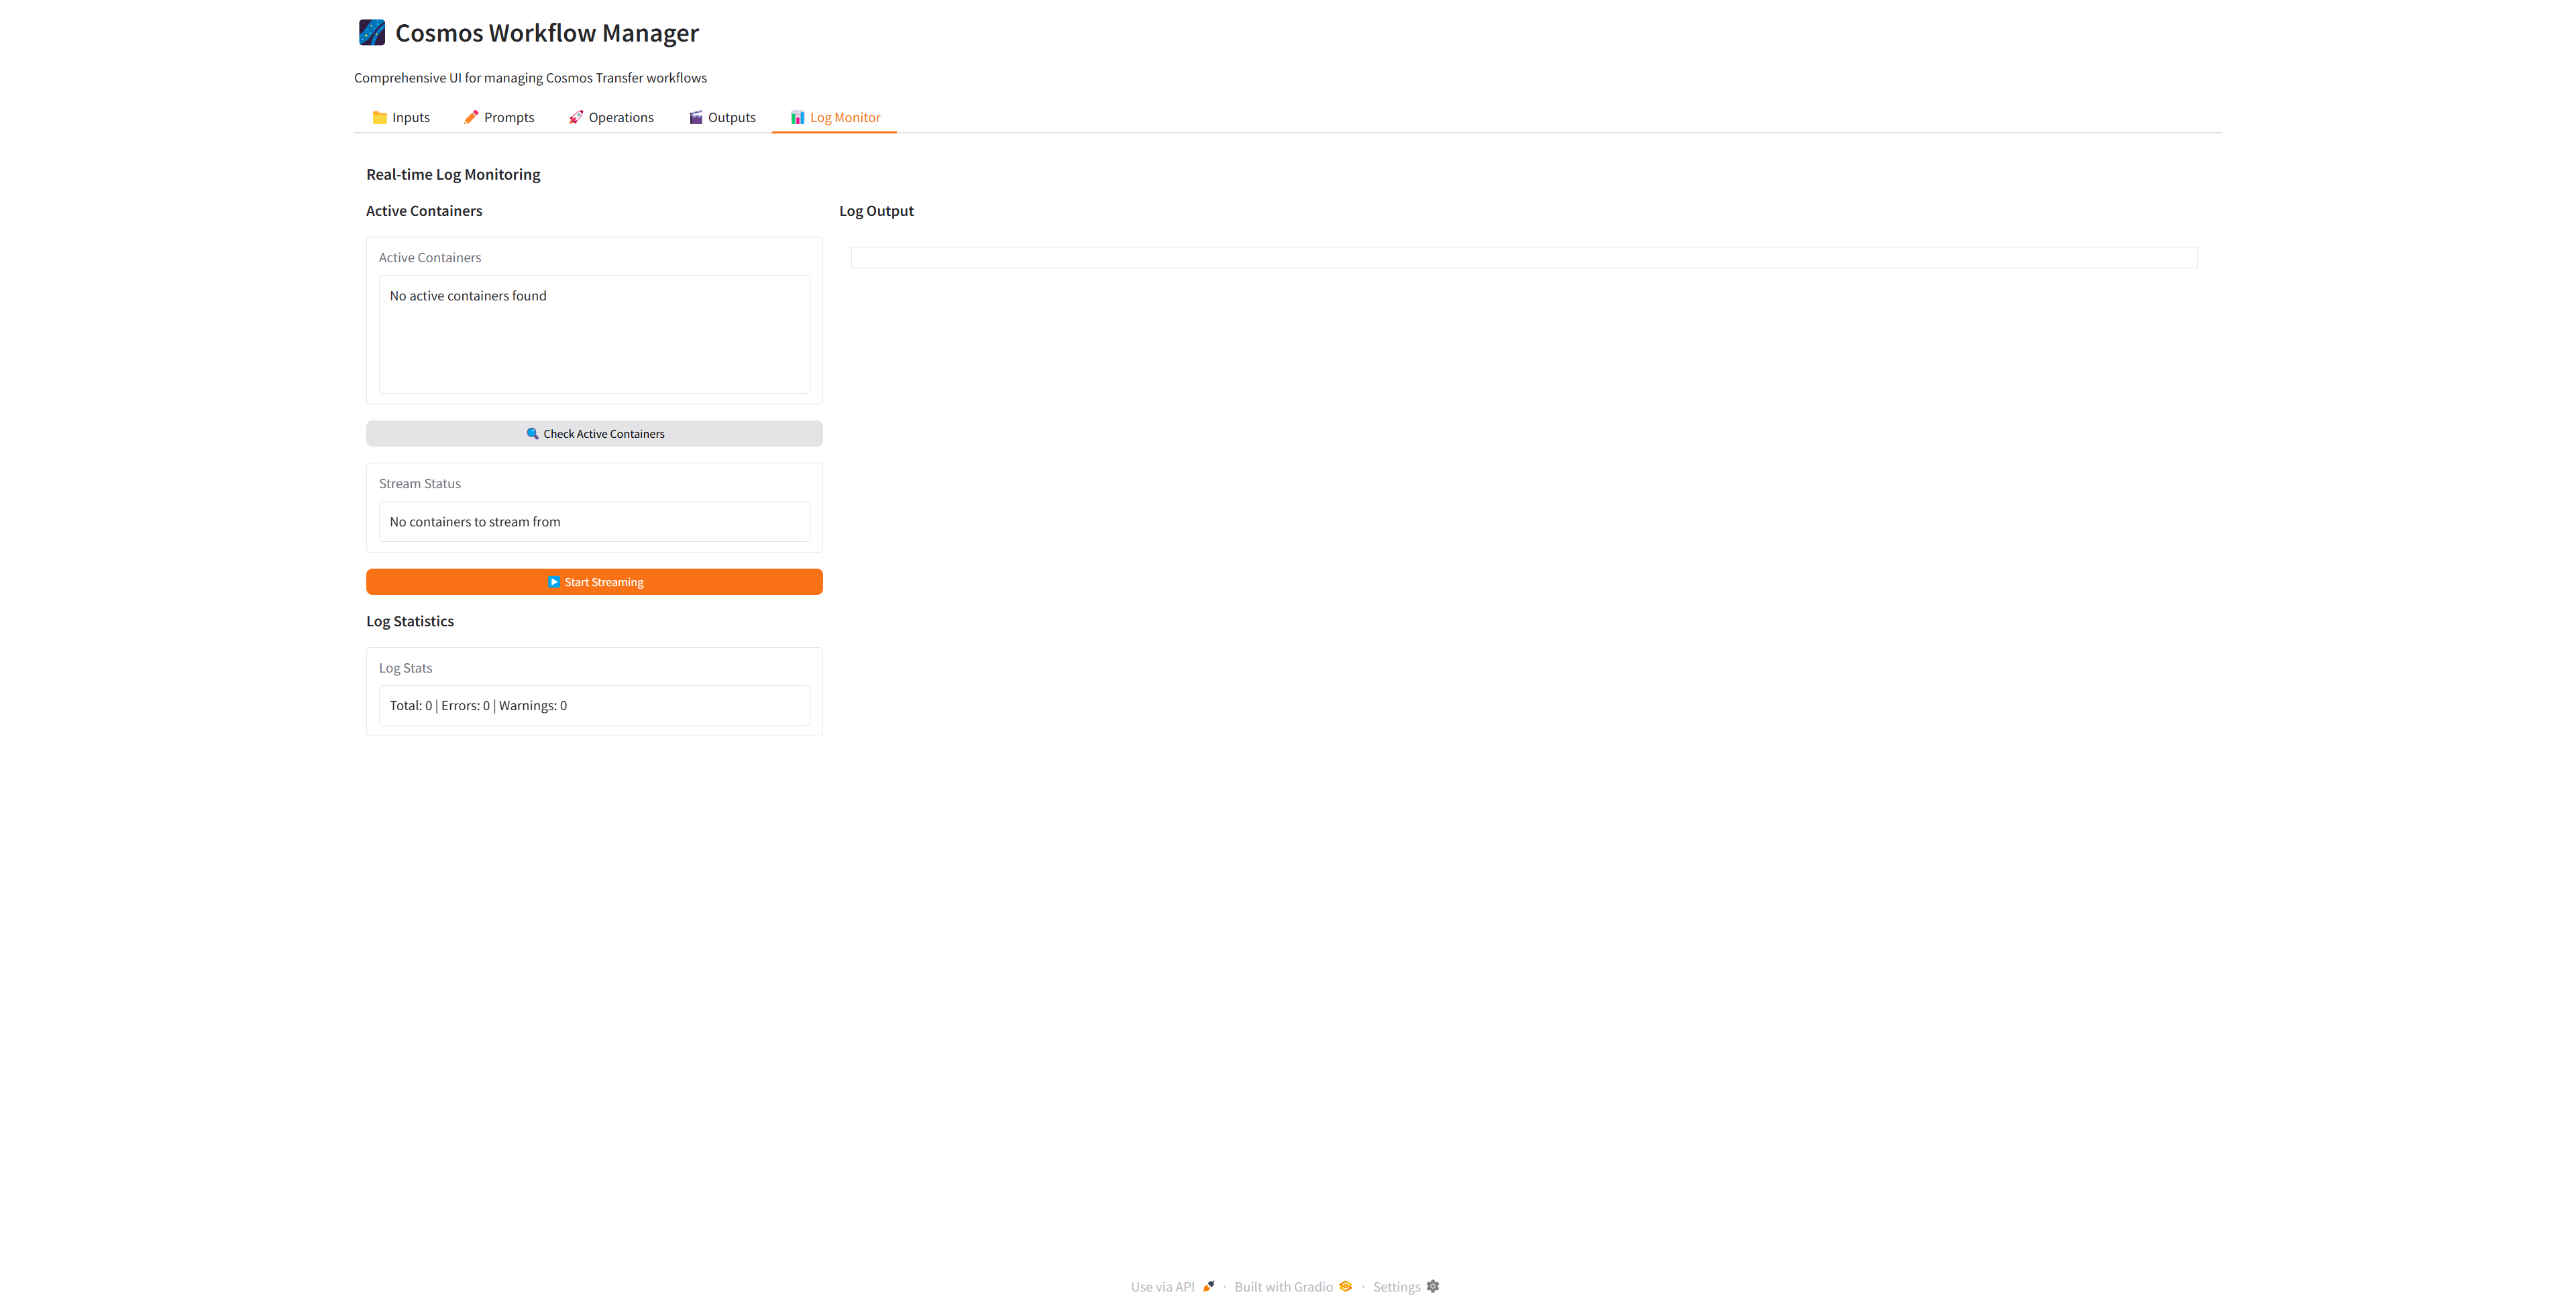 Cosmos Workflow Manager
Comprehensive UI for managing Cosmos Transfer workflows
Inputs
Prompts
Operations
Outputs
Log Monitor
Real-time Log Monitoring
Active Containers
Active Containers
No active containers found
Check Active Containers
Stream Status
No containers to stream from
Start Streaming
Log Statistics
Log Stats
Total: 0 | Errors: 0 | Warnings: 0
Log Output
Use via API · Built with Gradio · Settings